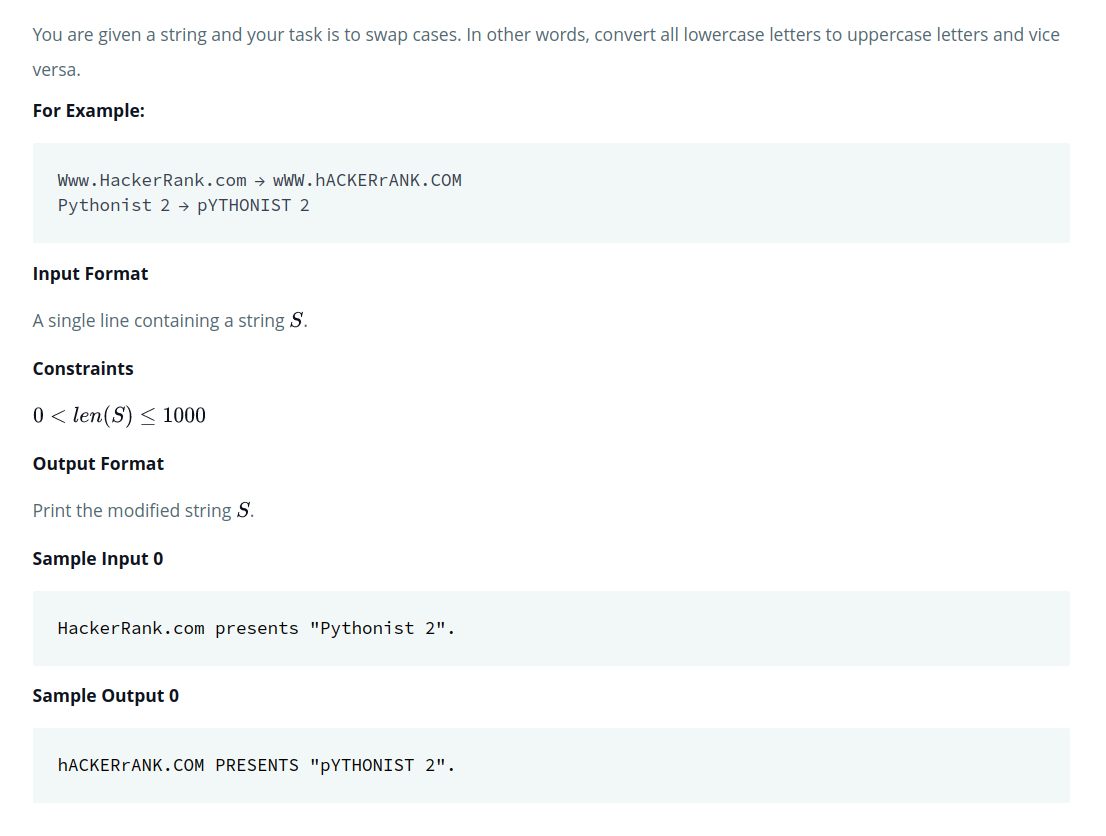 You are given a string and your task is to swap cases. In other words, convert all lowercase letters to uppercase letters and vice
versa.
For Example:
Www.HackerRank.com → wWW.hACKERrANK.COM
Pythonist 2 → pYTHONIST 2
Input Format
A single line containing a string S.
Constraints
0 < len(S) ≤ 1000
Output Format
Print the modified string S.
Sample Input 0
HackerRank.com presents "Pythonist 2".
Sample Output 0
hACKERrANK.COM PRESENTS "pYTHONIST 2".